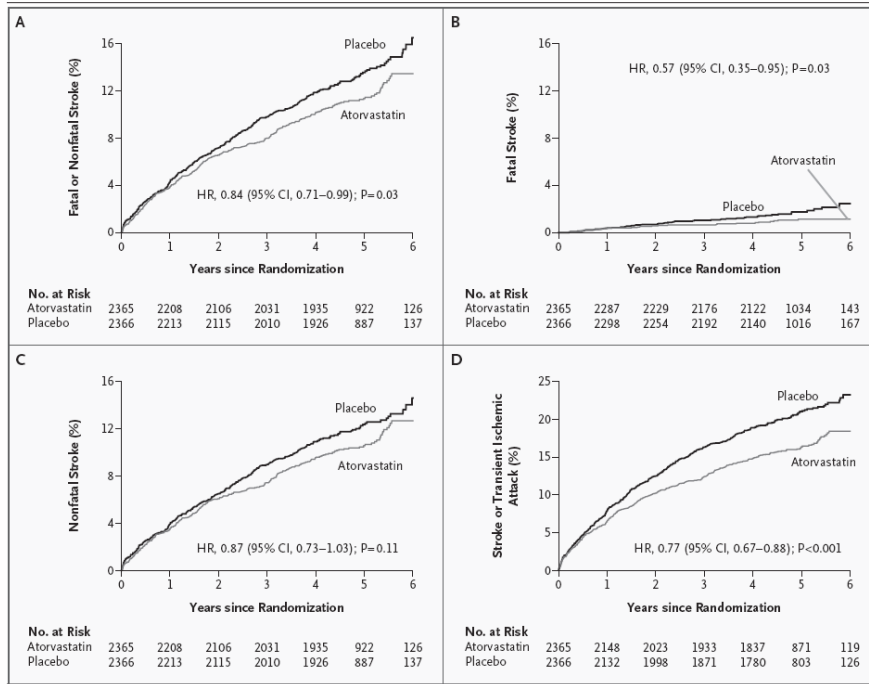 A
Fatal or Nonfatal Stroke (%)
16
12
8
4
0
Placebo
Atorvastatin
HR, 0.84 (95% CI, 0.71–0.99); P=0.03
0 1 2 3 4 5 6
Years since Randomization
No. at Risk
Atorvastatin 2365 2208 2106 2031 1935 922 126
Placebo 2366 2213 2115 2010 1926 887 137
B
Fatal Stroke (%)
16
12
8
4
0
HR, 0.57 (95% CI, 0.35–0.95); P=0.03
Atorvastatin
Placebo
0 1 2 3 4 5 6
Years since Randomization
No. at Risk
Atorvastatin 2365 2287 2229 2176 2122 1034 143
Placebo 2366 2298 2254 2192 2140 1016 167
C
Nonfatal Stroke (%)
16
12
8
4
0
Placebo
Atorvastatin
HR, 0.87 (95% CI, 0.73–1.03); P=0.11
0 1 2 3 4 5 6
Years since Randomization
No. at Risk
Atorvastatin 2365 2208 2106 2031 1935 922 126
Placebo 2366 2213 2115 2010 1926 887 137
D
Stroke or Transient Ischemic
Attack (%)
25
20
15
10
5
0
Placebo
Atorvastatin
HR, 0.77 (95% CI, 0.67–0.88); P<0.001
0 1 2 3 4 5 6
Years since Randomization
No. at Risk
Atorvastatin 2365 2148 2023 1933 1837 871 119
Placebo 2366 2132 1998 1871 1780 803 126